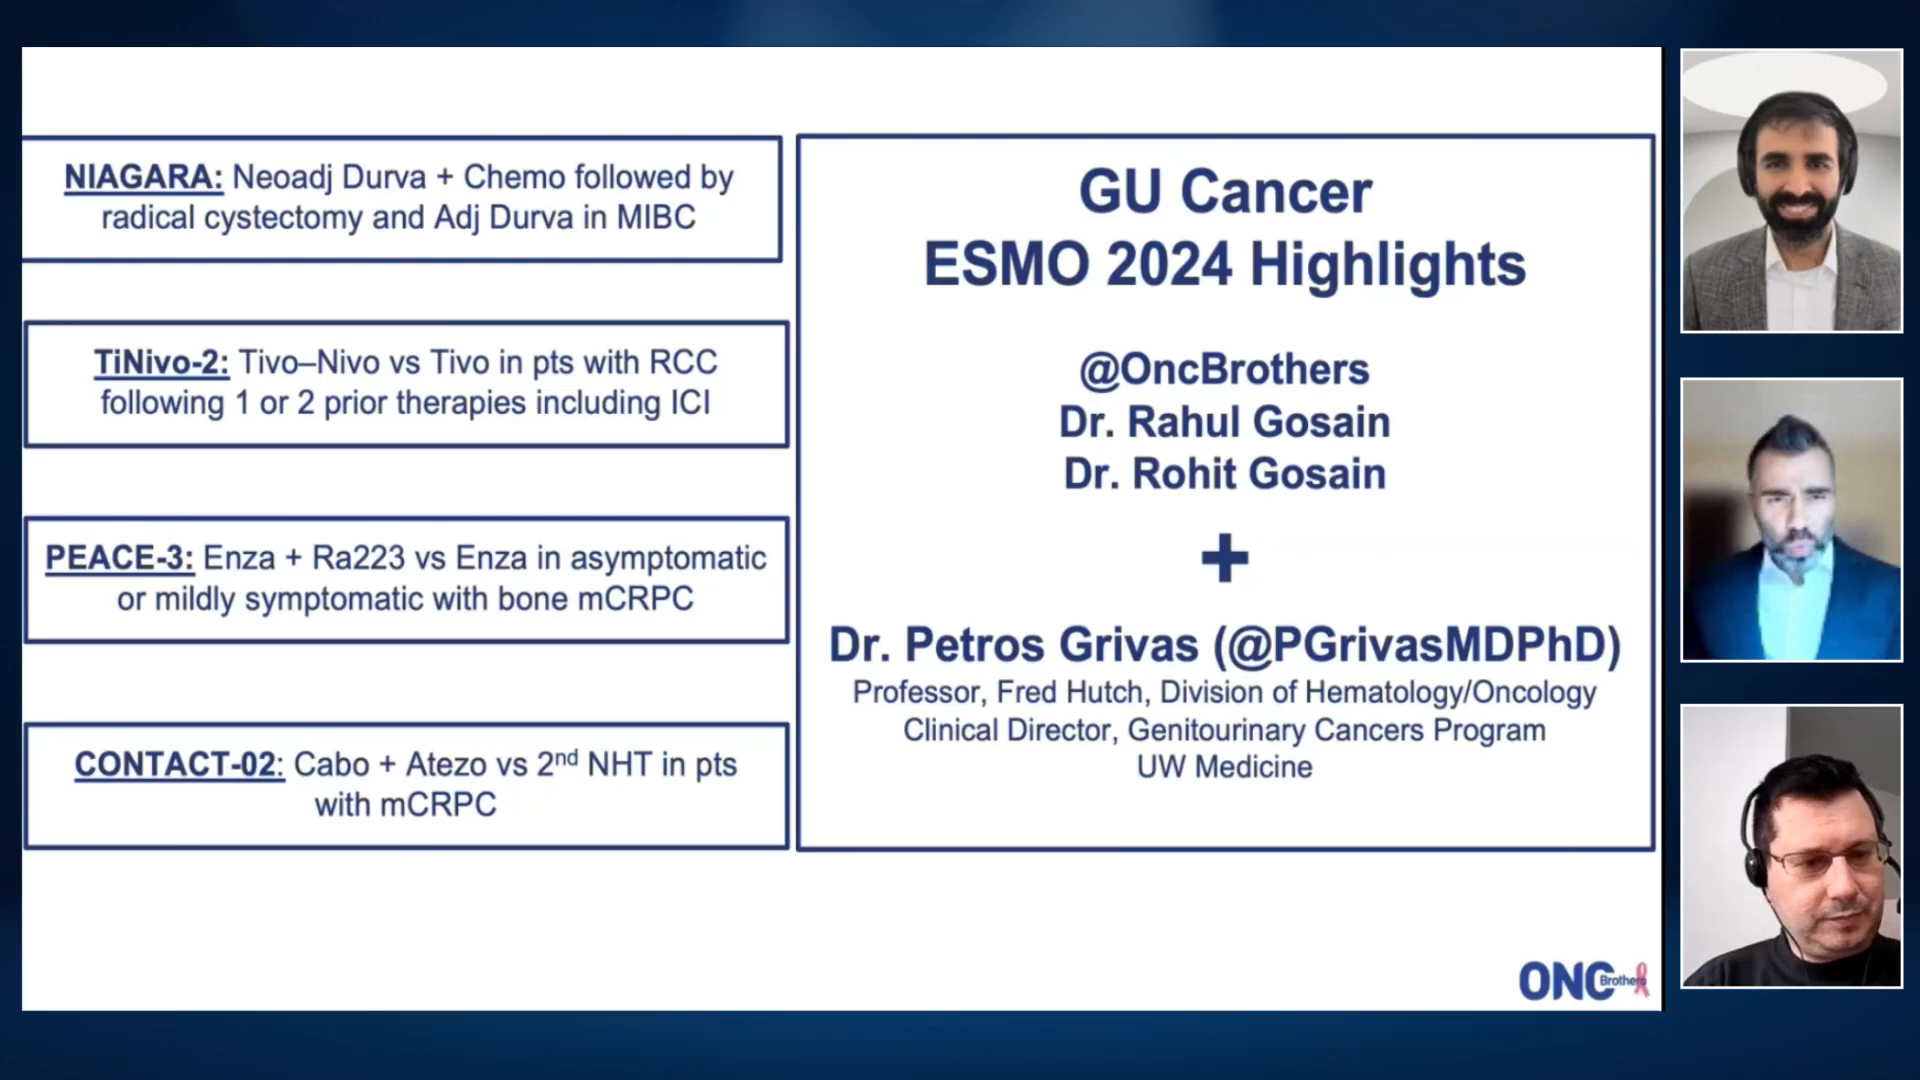 NIAGARA: Neoadj Durva + Chemo followed by
radical cystectomy and Adj Durva in MIBC
TiNivo-2: Tivo–Nivo vs Tivo in pts with RCC
following 1 or 2 prior therapies including ICI
PEACE-3: Enza + Ra223 vs Enza in asymptomatic
or mildly symptomatic with bone mCRPC
CONTACT-02: Cabo + Atezo vs 2nd NHT in pts
with mCRPC
GU Cancer
ESMO 2024 Highlights
@OncBrothers
Dr. Rahul Gosain
Dr. Rohit Gosain
+
Dr. Petros Grivas (@PGrivasMDPhD)
Professor, Fred Hutch, Division of Hematology/Oncology
Clinical Director, Genitourinary Cancers Program
UW Medicine
ONC Brothers